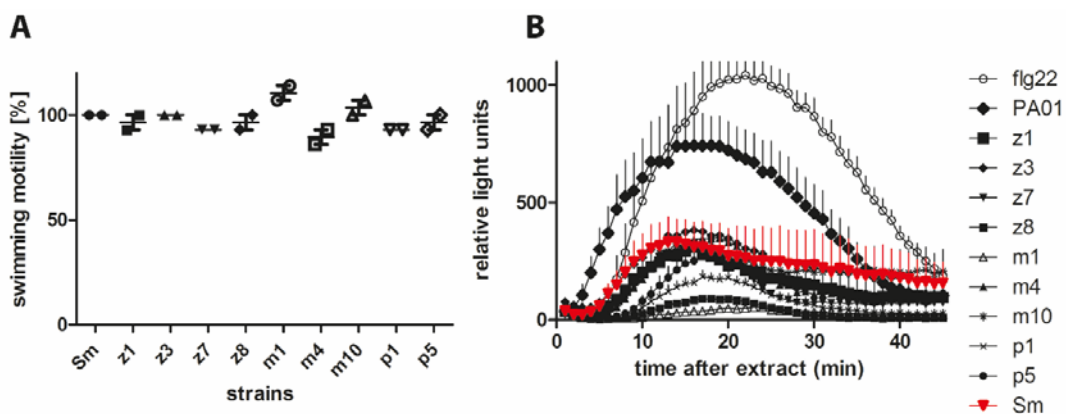 A
swimming motility [%]
100
50
0
Sm
z1
z3
z7
z8
m1
m4
m10
p1
p5
strains
B
relative light units
1000
500
0
0
10
20
30
40
time after extract (min)
flg22
PA01
z1
z3
z7
z8
m1
m4
m10
p1
p5
Sm